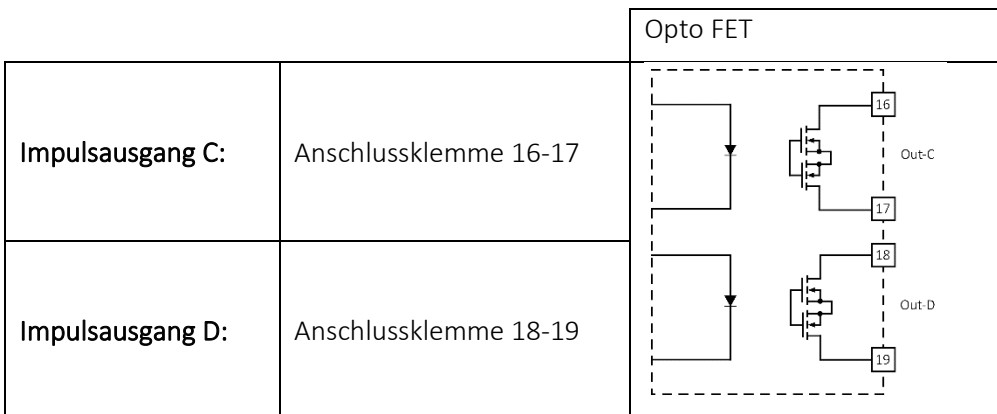 Opto FET
Impulsausgang C:
Anschlussklemme 16-17
16
Out-C
17
Impulsausgang D:
Anschlussklemme 18-19
18
Out-D
19